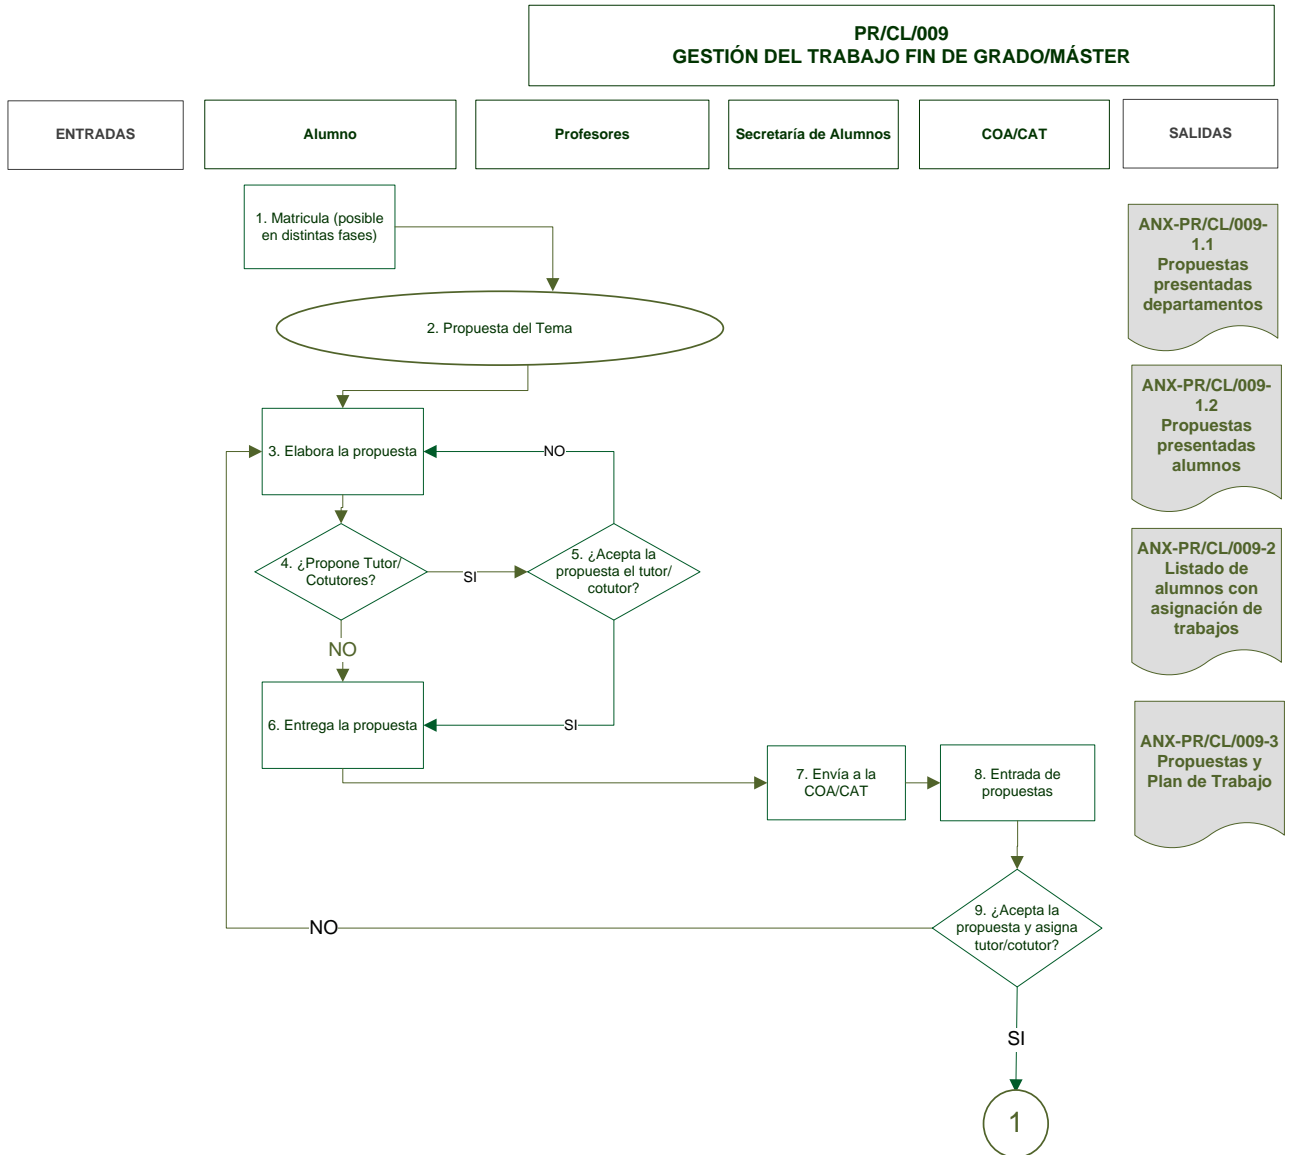 PR/CL/009
GESTIÓN DEL TRABAJO FIN DE GRADO/MÁSTER
ENTRADAS
Alumno
Profesores
Secretaría de Alumnos
COA/CAT
SALIDAS
1. Matricula (posible
en distintas fases)
ANX-PR/CL/009-
1.1
Propuestas
presentadas
departamentos
2. Propuesta del Tema
ANX-PR/CL/009-
1.2
Propuestas
presentadas
alumnos
3. Elabora la propuesta
NO
4. ¿Propone Tutor/
Cotutores?
SI
5. ¿Acepta la
propuesta el tutor/
cotutor?
ANX-PR/CL/009-2
Listado de
alumnos con
asignación de
trabajos
NO
6. Entrega la propuesta
SI
ANX-PR/CL/009-3
Propuestas y
Plan de Trabajo
7. Envía a la
COA/CAT
8. Entrada de
propuestas
9. ¿Acepta la
propuesta y asigna
tutor/cotutor?
NO
SI
1